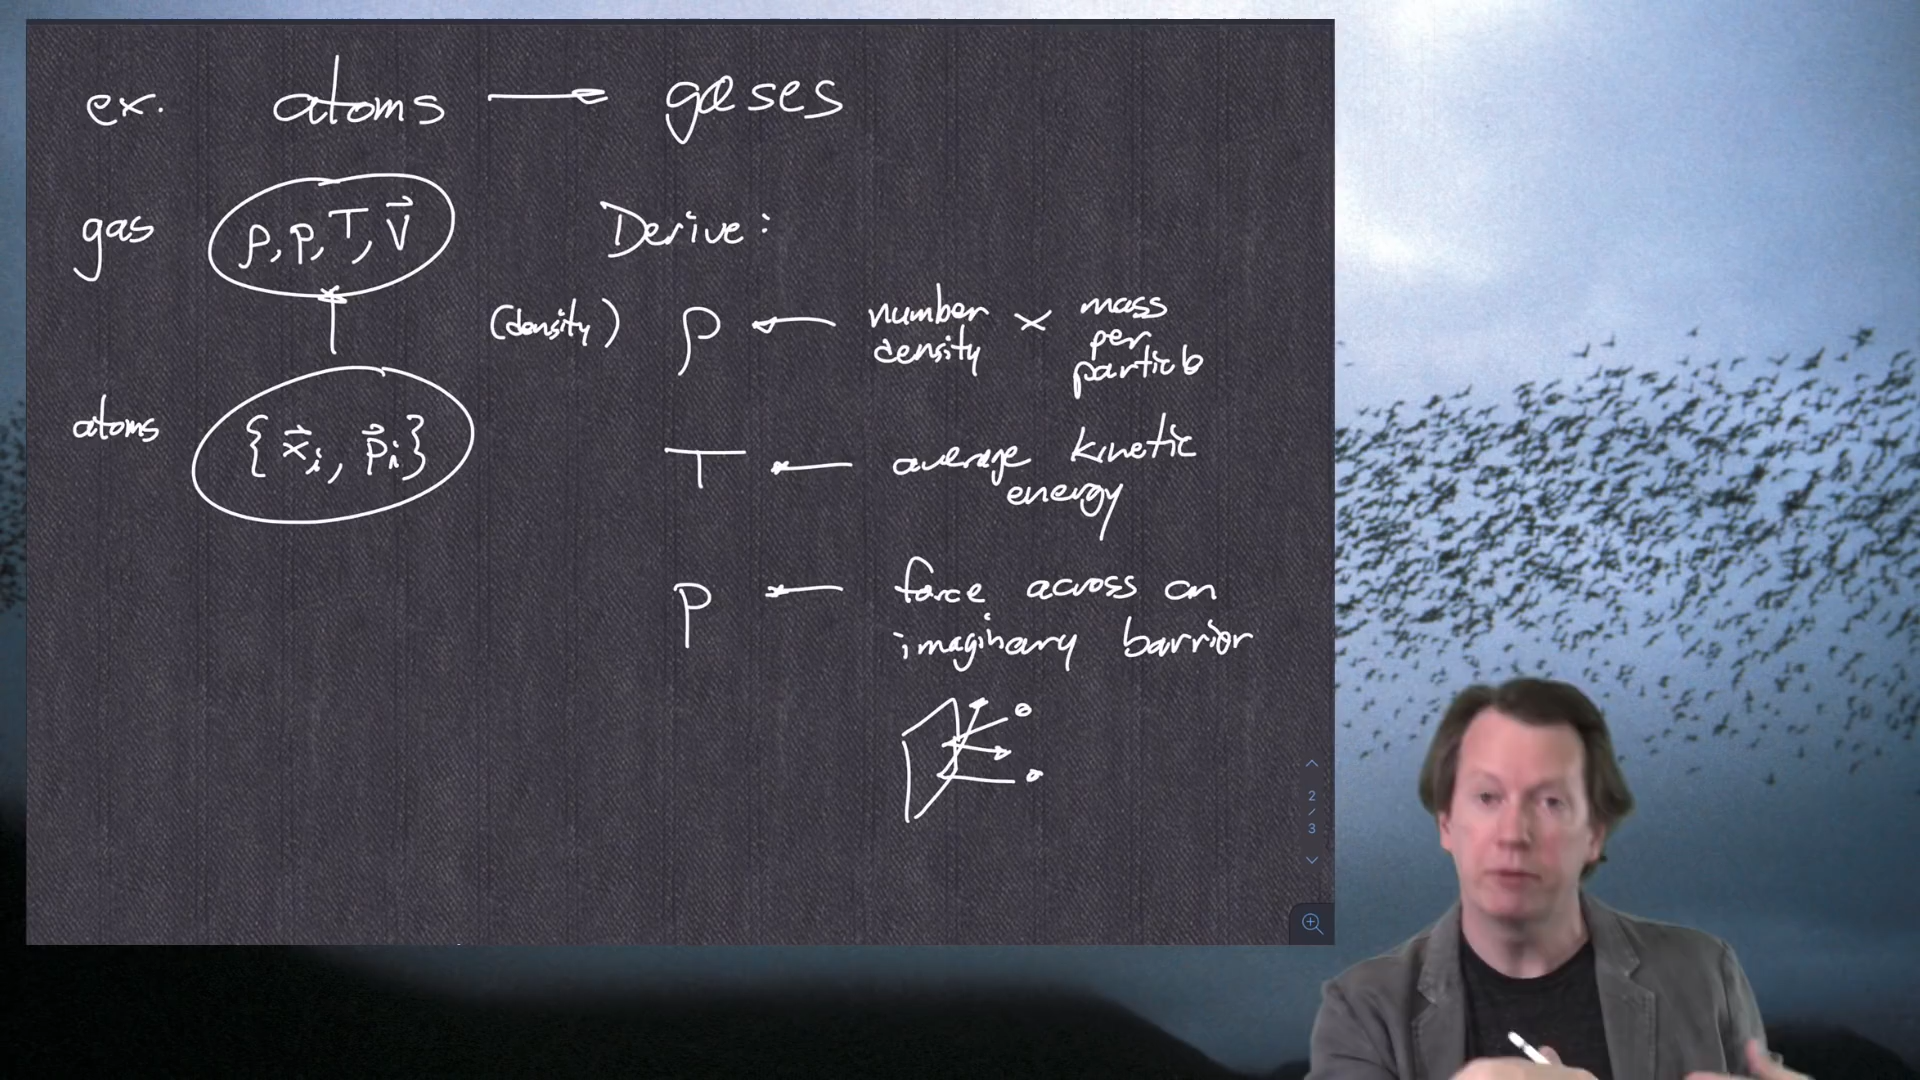 ex. atoms → gases
gas ρ, p, T, V⃗
Derive:
(density) ρ ← number density × mass per particle
atoms { x⃗ᵢ, p⃗ᵢ }
T ← average kinetic energy
P ← force across an
imaginary barrier
2
/
3